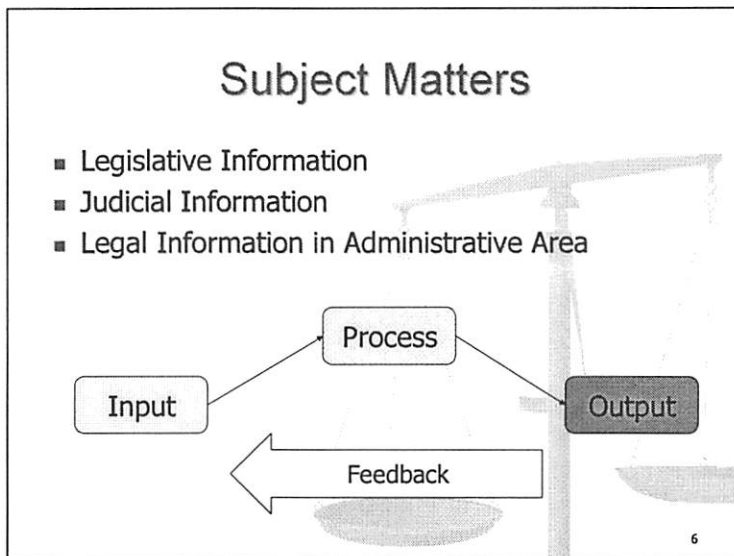 Subject Matters
Legislative Information
Judicial Information
Legal Information in Administrative Area
Process
Input
Output
Feedback
6